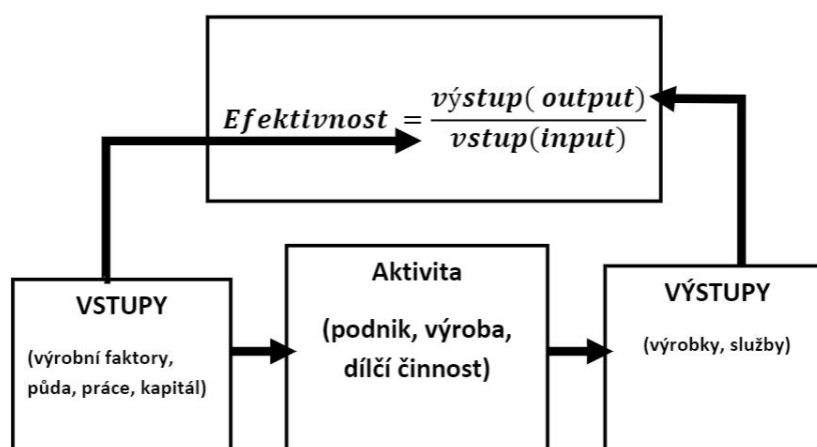 Efektivnost = výstup( output)
vstup(input)
VSTUPY
(výrobní faktory,
půda, práce, kapitál)
Aktivita
(podnik, výroba,
dílčí činnost)
VÝSTUPY
(výrobky, služby)